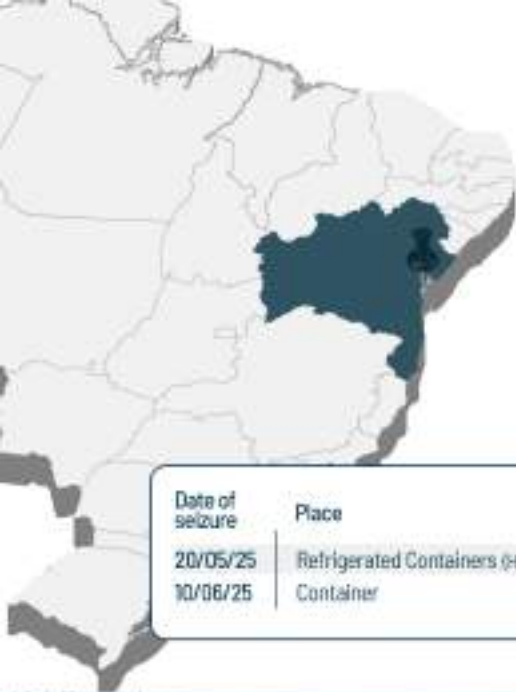 Date of
seizure
Place
20/05/25 Refrigerated Containers
10/06/25 Container